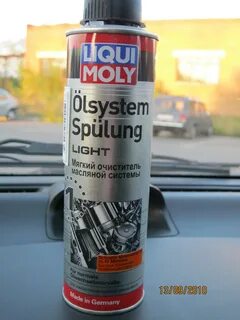 LIQUI
MOLY
Ölsystem
Spülung
LIGHT
Мягкий очиститель
масляной системы
Made in Germany
13/09/2010